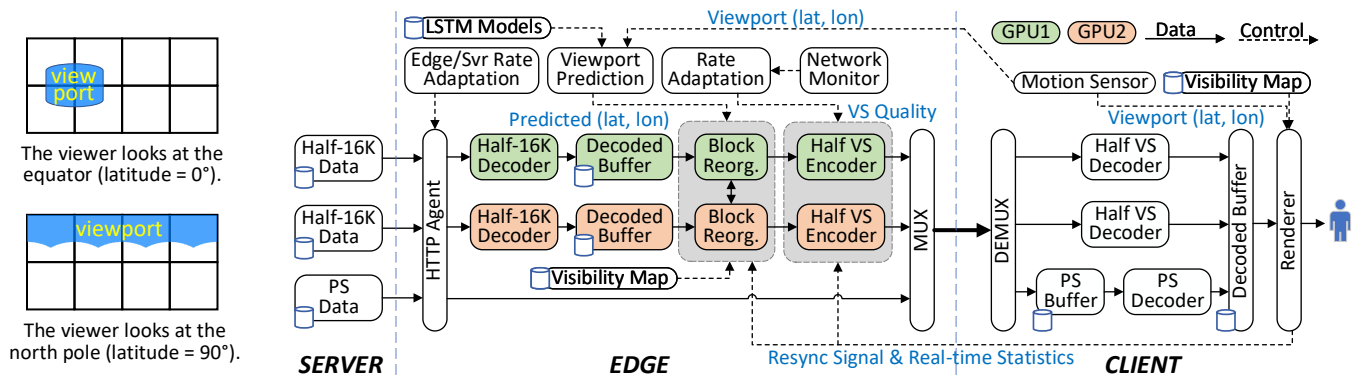 view
port
The viewer looks at the
equator (latitude = 0°).
viewport
The viewer looks at the
north pole (latitude = 90°).
LSTM Models
Viewport (lat, lon)
GPU1
GPU2
Data
Control
Edge/Svr Rate
Adaptation
Viewport
Prediction
Rate
Adaptation
Network
Monitor
Motion Sensor
Visibility Map
Predicted (lat, lon)
VS Quality
Viewport (lat, lon)
Half-16K
Data
Half-16K
Data
PS
Data
HTTP Agent
Half-16K
Decoder
Decoded
Buffer
Block
Reorg.
Half VS
Encoder
Half-16K
Decoder
Decoded
Buffer
Block
Reorg.
Half VS
Encoder
Visibility Map
MUX
DEMUX
Half VS
Decoder
Half VS
Decoder
PS
Buffer
PS
Decoder
Decoded Buffer
Renderer
Resync Signal & Real-time Statistics
SERVER
EDGE
CLIENT